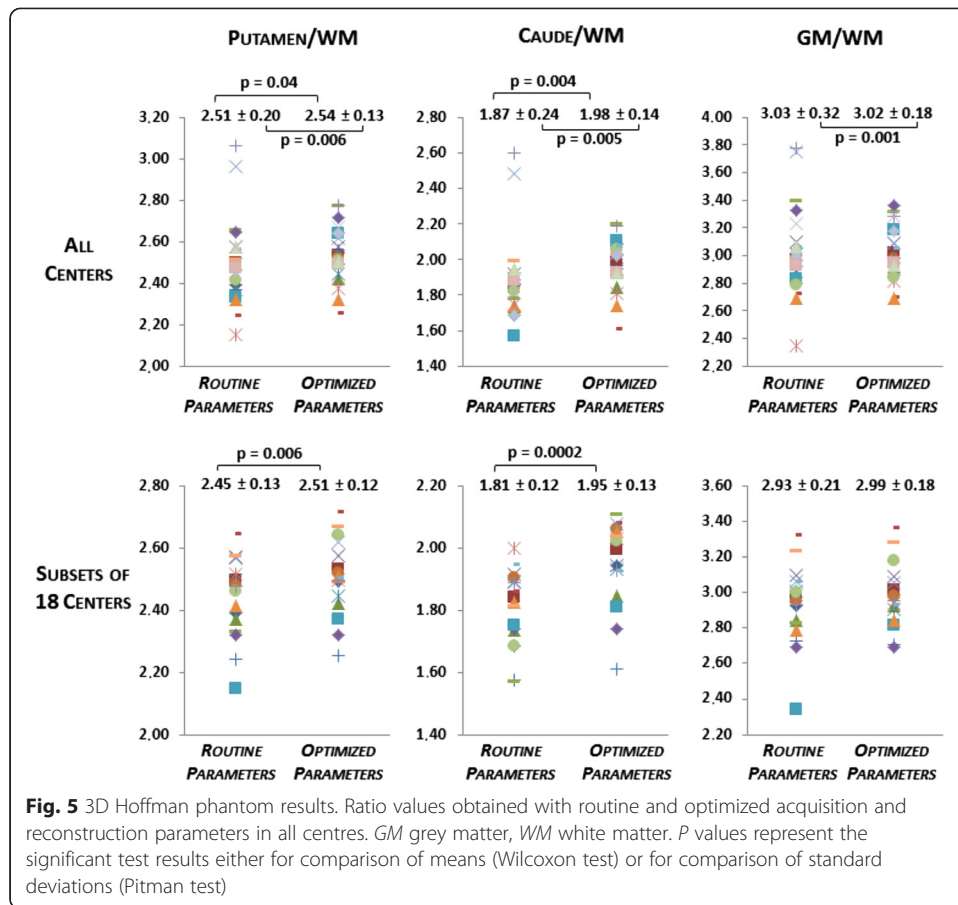 PUTAMEN/WM
CAUDE/WM
GM/WM
ALL CENTERS
p = 0.04
2.51 ± 0.20 2.54 ± 0.13
p = 0.006
3,20
3,00
2,80
2,60
2,40
2,20
2,00
ROUTINE PARAMETERS
OPTIMIZED PARAMETERS
p = 0.004
1.87 ± 0.24 1.98 ± 0.14
p = 0.005
2,80
2,60
2,40
2,20
2,00
1,80
1,60
1,40
ROUTINE PARAMETERS
OPTIMIZED PARAMETERS
3.03 ± 0.32 3.02 ± 0.18
p = 0.001
4,00
3,80
3,60
3,40
3,20
3,00
2,80
2,60
2,40
2,20
ROUTINE PARAMETERS
OPTIMIZED PARAMETERS
SUBSETS OF 18 CENTERS
p = 0.006
2.45 ± 0.13 2.51 ± 0.12
2,80
2,60
2,40
2,20
2,00
ROUTINE PARAMETERS
OPTIMIZED PARAMETERS
p = 0.0002
1.81 ± 0.12 1.95 ± 0.13
2,20
2,00
1,80
1,60
1,40
ROUTINE PARAMETERS
OPTIMIZED PARAMETERS
2.93 ± 0.21 2.99 ± 0.18
3,60
3,40
3,20
3,00
2,80
2,60
2,40
2,20
ROUTINE PARAMETERS
OPTIMIZED PARAMETERS
Fig. 5 3D Hoffman phantom results. Ratio values obtained with routine and optimized acquisition and
reconstruction parameters in all centres. GM grey matter, WM white matter. P values represent the
significant test results either for comparison of means (Wilcoxon test) or for comparison of standard
deviations (Pitman test)